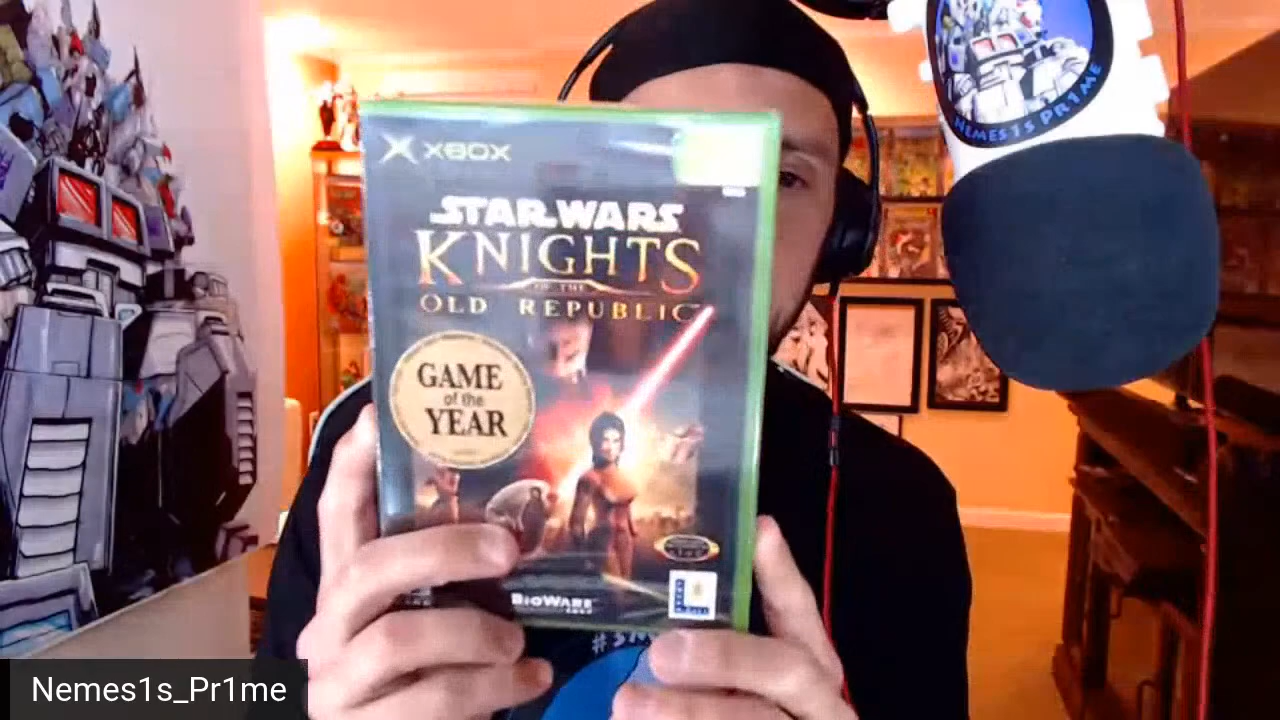 NEMES1S PR1ME
XBOX
STAR WARS
KNIGHTS
OF THE
OLD REPUBLIC
GAME
of the
YEAR
BIOWARE
Nemes1s_Pr1me